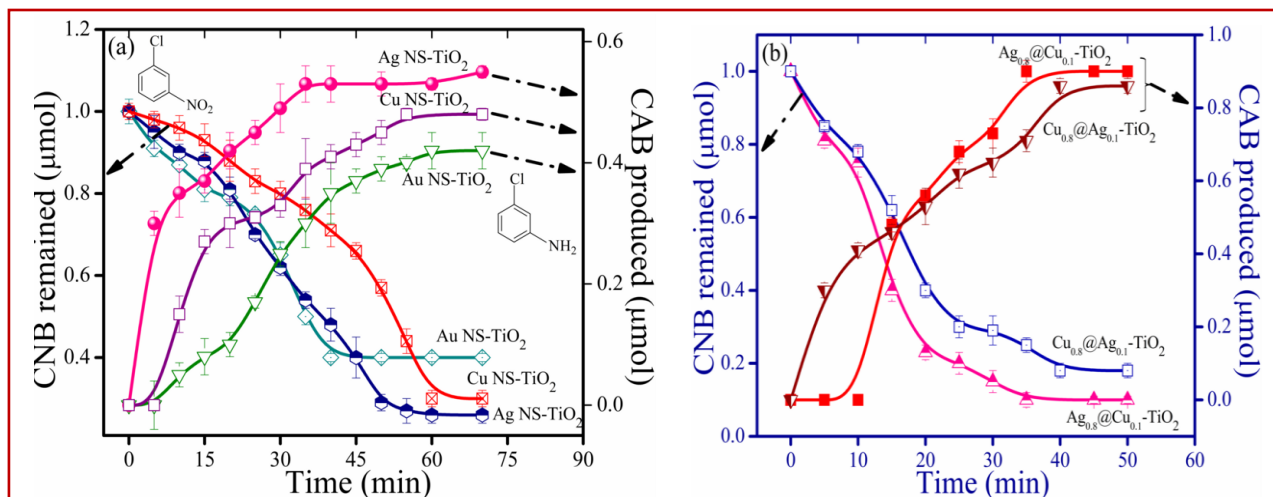 (a)
1.2
1.0
0.8
0.6
0.4
CNB remained (μmol)
0
15
30
45
60
75
90
Time (min)
0.6
0.4
0.2
0.0
CAB produced (μmol)
Cl
NO₂
Ag NS-TiO₂
Cu NS-TiO₂
Au NS-TiO₂
Cl
NH₂
Au NS-TiO₂
Cu NS-TiO₂
Ag NS-TiO₂
(b)
1.0
0.8
0.6
0.4
0.2
0.0
CNB remained (μmol)
0
10
20
30
40
50
60
Time (min)
1.0
0.8
0.6
0.4
0.2
0.0
CAB produced (μmol)
Ag₀.₈@Cu₀.₁-TiO₂
Cu₀.₈@Ag₀.₁-TiO₂
Cu₀.₈@Ag₀.₁-TiO₂
Ag₀.₈@Cu₀.₁-TiO₂